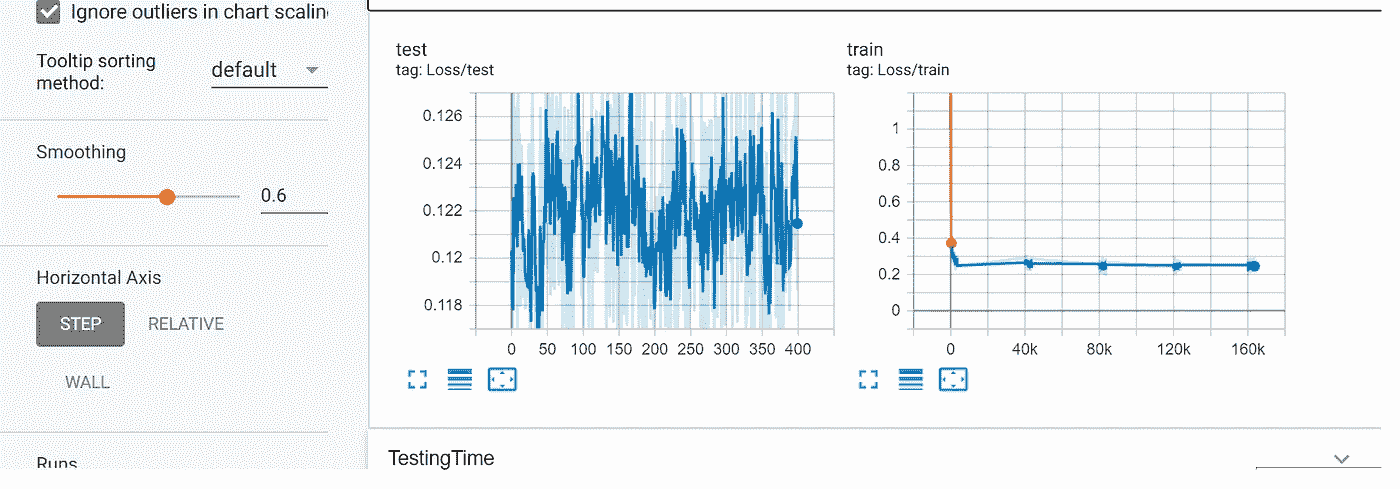 Ignore outliers in chart scalin
Tooltip sorting
method:
default
Smoothing
0.6
Horizontal Axis
STEP
RELATIVE
WALL
Runs
test
tag: Loss/test
0.126
0.124
0.122
0.12
0.118
0 50 100 150 200 250 300 350 400
train
tag: Loss/train
1
0.8
0.6
0.4
0.2
0
0 40k 80k 120k 160k
TestingTime